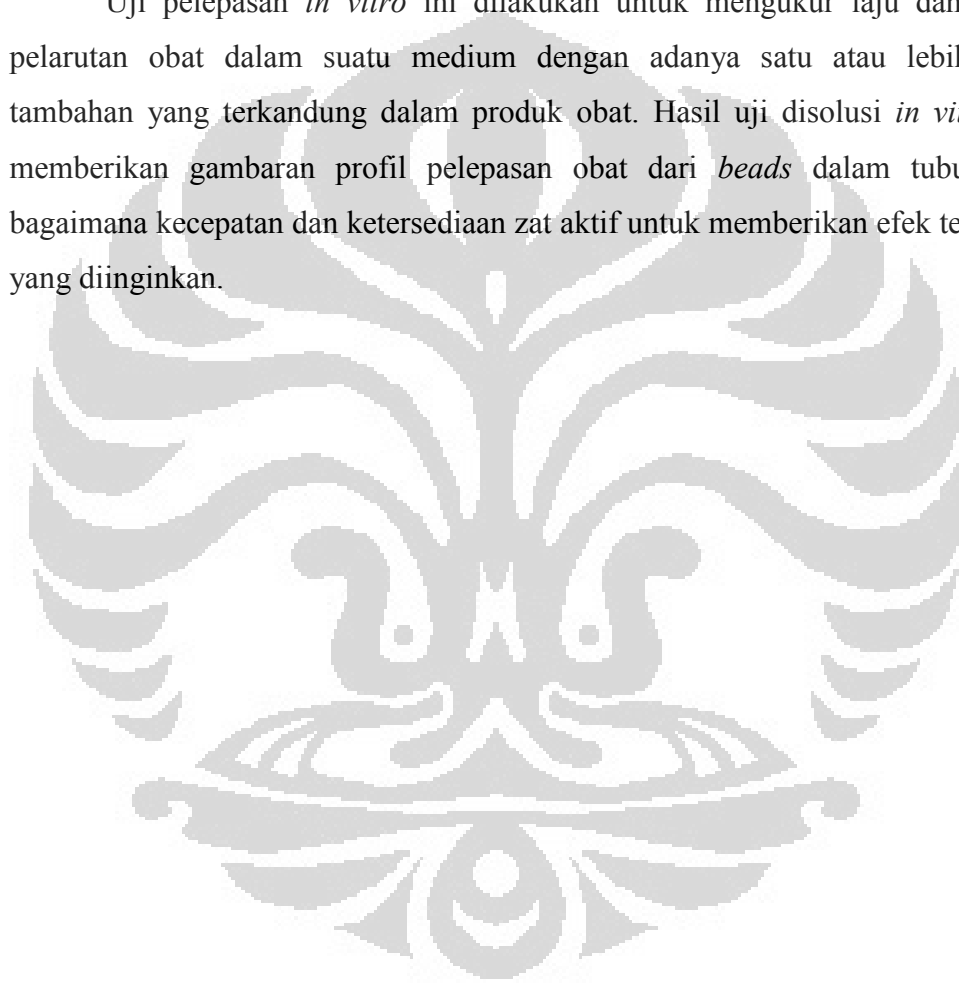 Uji pelepasan in vitro ini dilakukan untuk mengukur laju dan
pelarutan obat dalam suatu medium dengan adanya satu atau lebih
tambahan yang terkandung dalam produk obat. Hasil uji disolusi in
memberikan gambaran profil pelepasan obat dari beads dalam
bagaimana kecepatan dan ketersediaan zat aktif untuk memberikan efek
yang diinginkan.